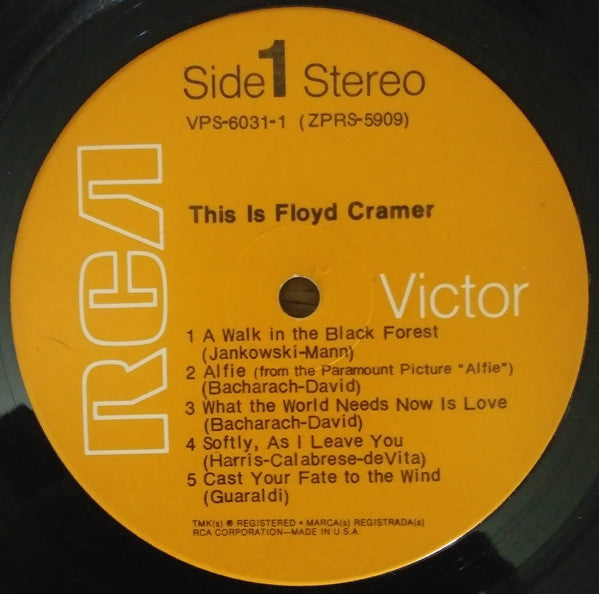 Side 1 Stereo
VPS-6031-1 (ZPRS-5909)
This Is Floyd Cramer
RCA
Victor
1 A Walk in the Black Forest
(Jankowski-Mann)
2 Alfie (from the Paramount Picture "Alfie")
(Bacharach-David)
3 What the World Needs Now Is Love
(Bacharach-David)
4 Softly, As I Leave You
(Harris-Calabrese-deVita)
5 Cast Your Fate to the Wind
(Guaraldi)
TMK(s) ® REGISTERED • MARCA(s) REGISTRADA(s)
RCA CORPORATION—MADE IN U.S.A.